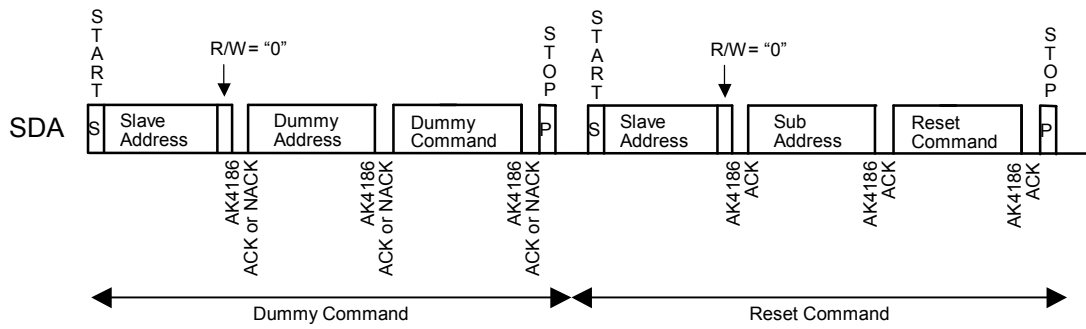 START
R/W = “0”
STOP
START
R/W = “0”
STOP
SDA
S
Slave
Address
Dummy
Address
Dummy
Command
P
S
Slave
Address
Sub
Address
Reset
Command
P
AK4186
ACK or NACK
AK4186
ACK or NACK
AK4186
ACK or NACK
AK4186
ACK
AK4186
ACK
AK4186
ACK
Dummy Command
Reset Command